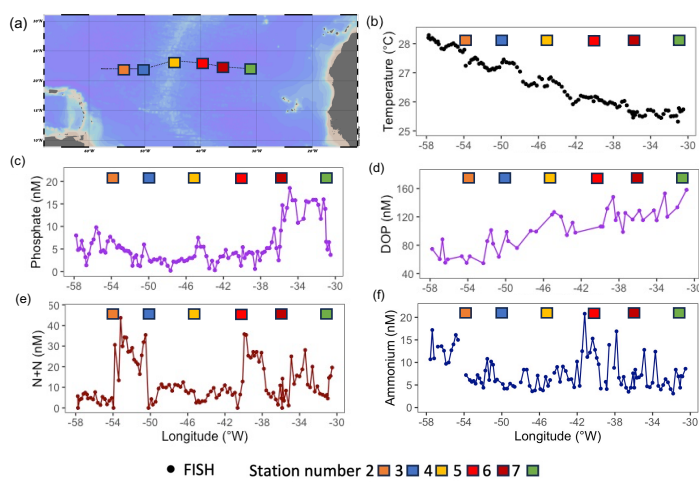 (a)
(b)
Temperature (°C)
28
27
26
25
-58 -54 -50 -46 -42 -38 -34 -30
(c)
Phosphate (nM)
20
15
10
5
0
-58 -54 -50 -46 -42 -38 -34 -30
(d)
DOP (nM)
160
120
80
40
-58 -54 -50 -46 -42 -38 -34 -30
(e)
N+N (nM)
50
40
30
20
10
0
-58 -54 -50 -46 -42 -38 -34 -30
Longitude (°W)
(f)
Ammonium (nM)
20
15
10
5
0
-58 -54 -50 -46 -42 -38 -34 -30
Longitude (°W)
FISH Station number 2 3 4 5 6 7